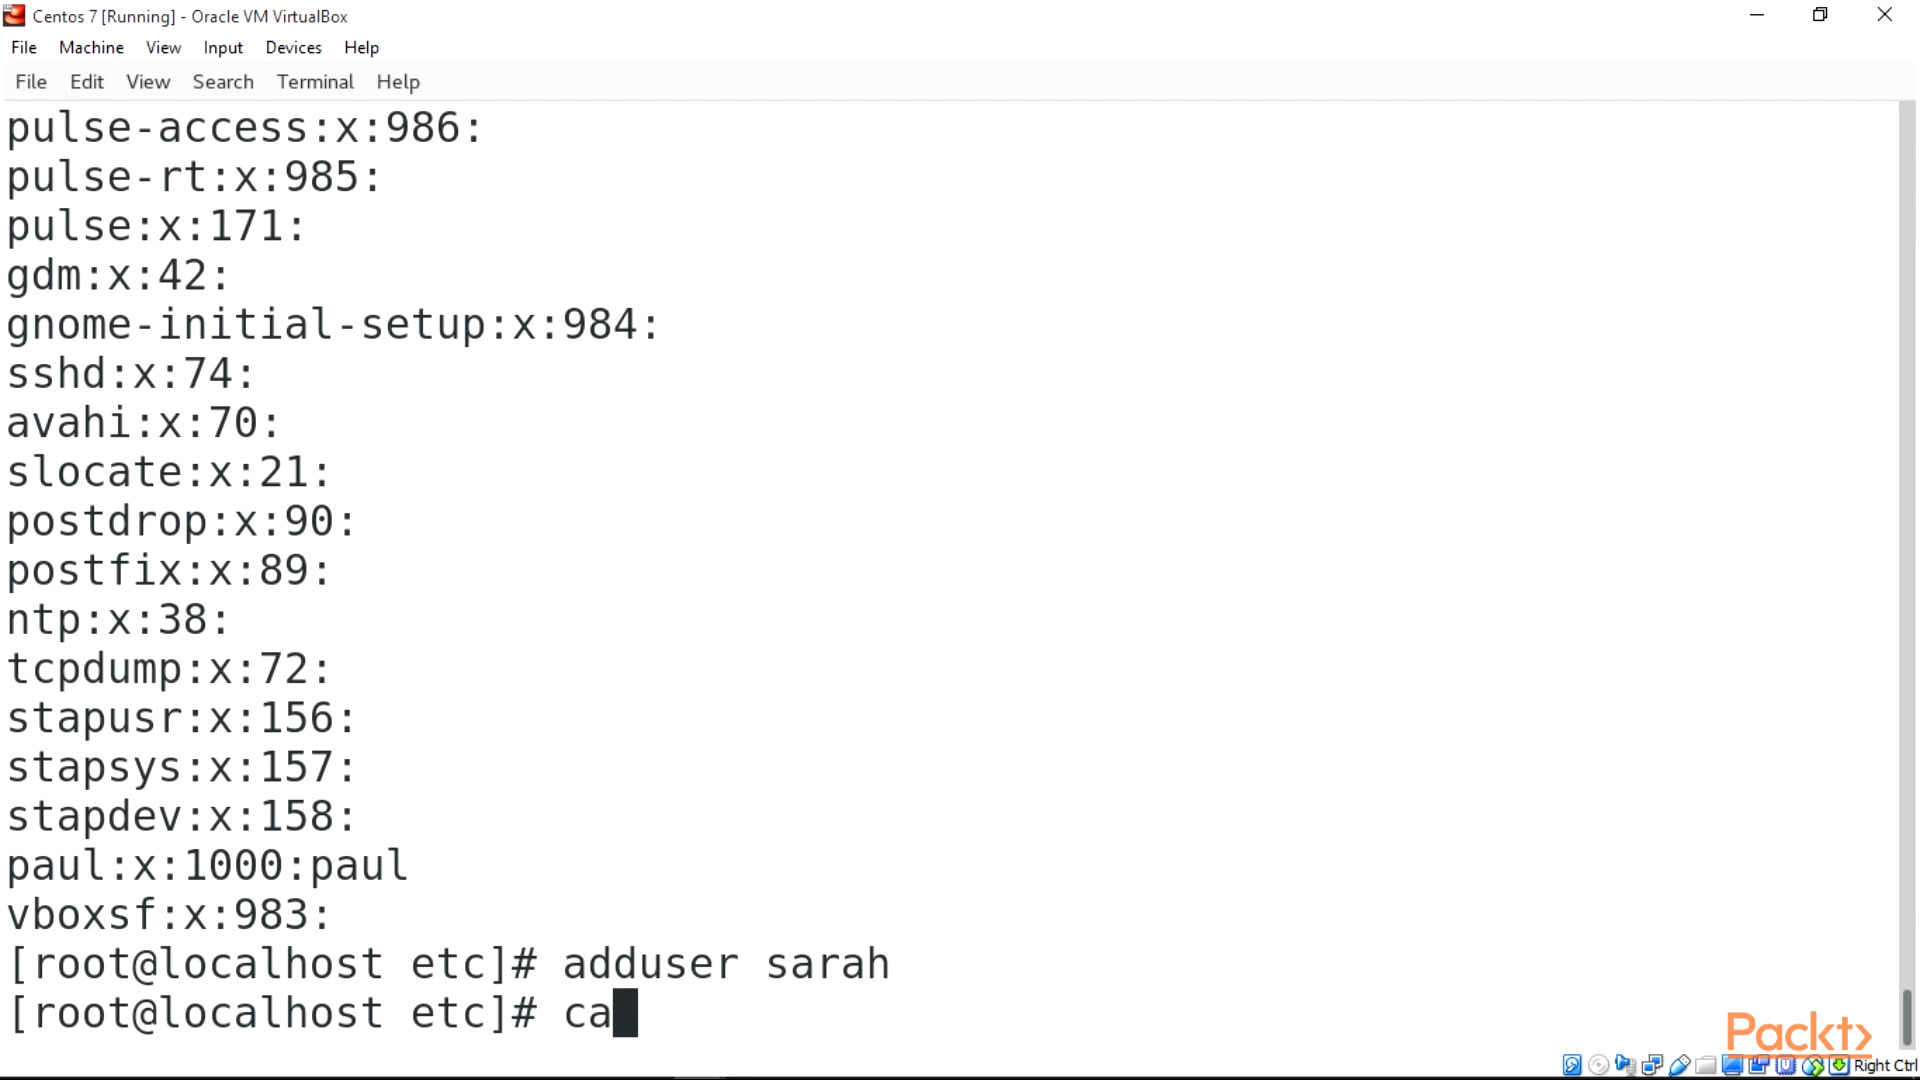 Centos 7 [Running] - Oracle VM VirtualBox
File Machine View Input Devices Help
File Edit View Search Terminal Help
pulse-access:x:986:
pulse-rt:x:985:
pulse:x:171:
gdm:x:42:
gnome-initial-setup:x:984:
sshd:x:74:
avahi:x:70:
slocate:x:21:
postdrop:x:90:
postfix:x:89:
ntp:x:38:
tcpdump:x:72:
stapusr:x:156:
stapsys:x:157:
stapdev:x:158:
paul:x:1000:paul
vboxsf:x:983:
[root@localhost etc]# adduser sarah
[root@localhost etc]# ca
Packt>
Right Ctrl